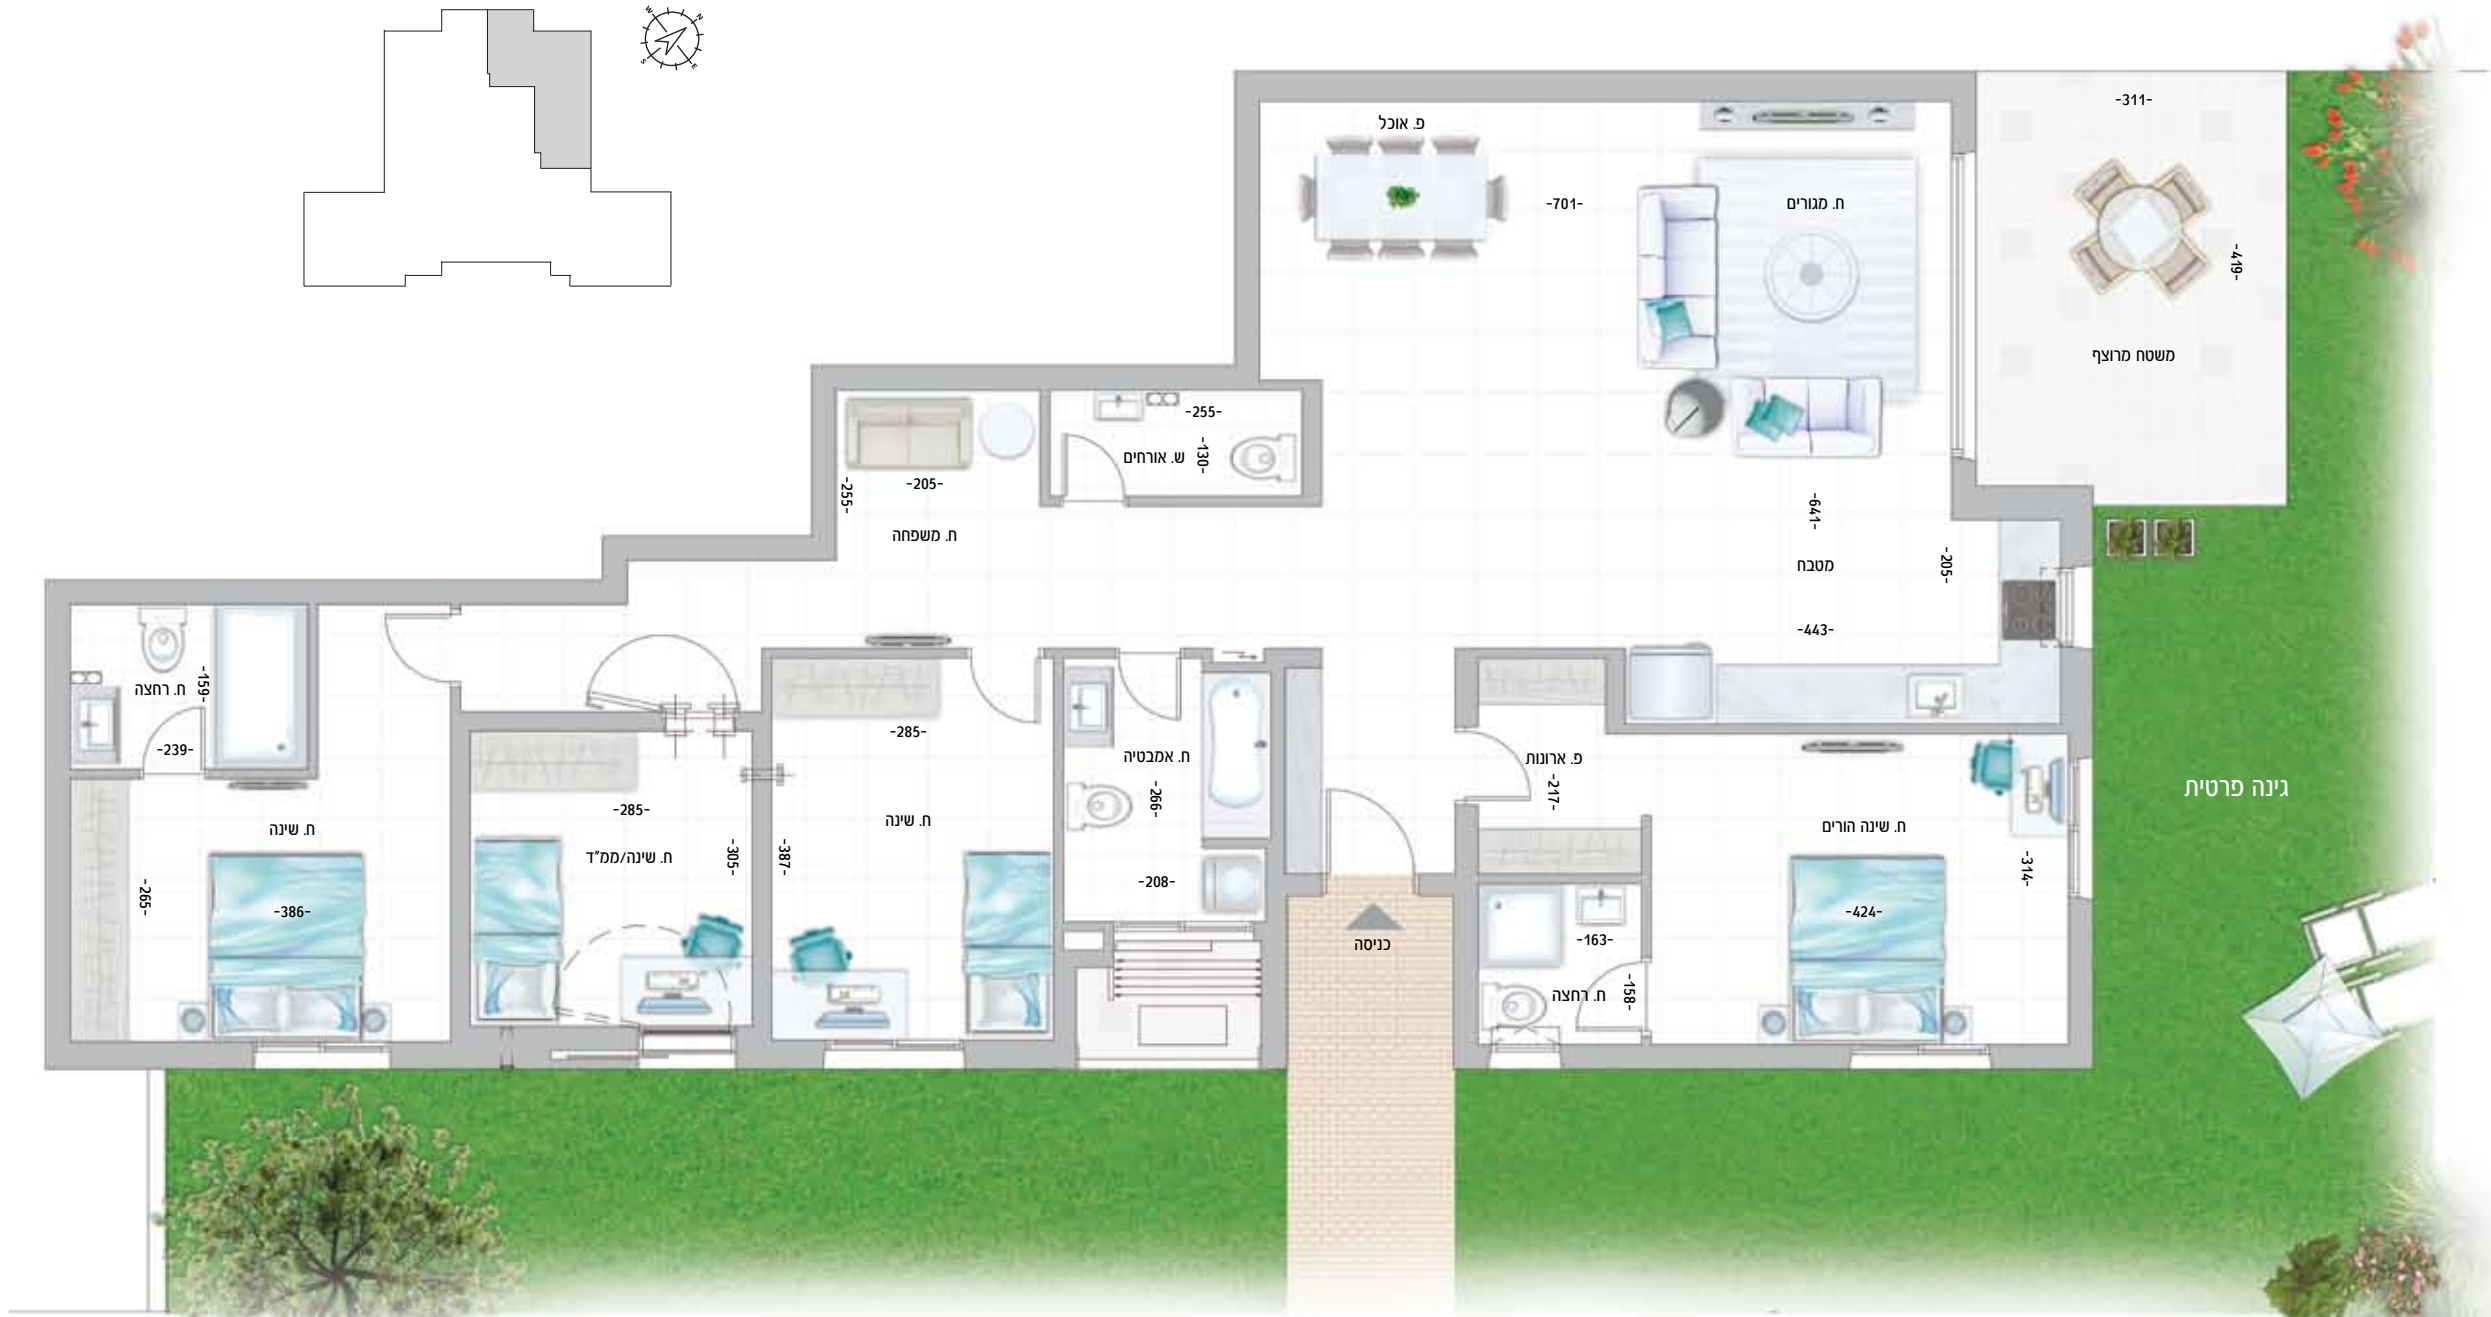 W
N
S
E
פ. אוכל
-701-
ח. מגורים
-311-
-419-
משטח מרוצף
-255-
-130-
ש. אורחים
-205-
-255-
ח. משפחה
-641-
מטבח
-205-
-443-
ח. רחצה
-159-
-239-
ח. שינה
-265-
-386-
-285-
ח. שינה/ממ"ד
-305-
-285-
-387-
ח. שינה
ח. אמבטיה
-266-
-208-
כניסה
פ. ארונות
-217-
ח. שינה הורים
-314-
-424-
-163-
ח. רחצה
-158-
גינה פרטית